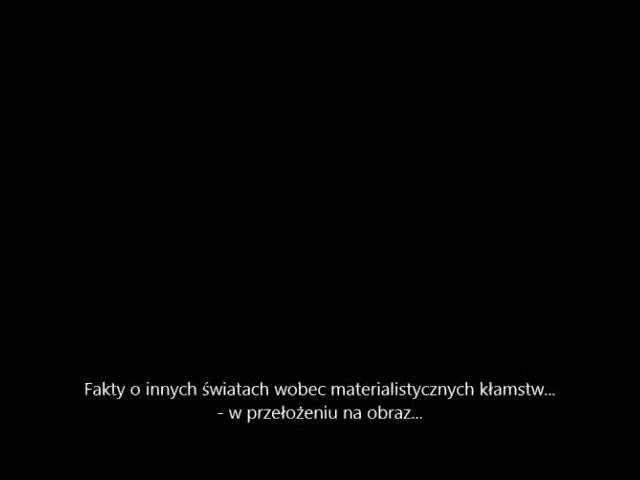 Fakty o innych światach wobec materialistycznych kłamstw...
- w przełożeniu na obraz...